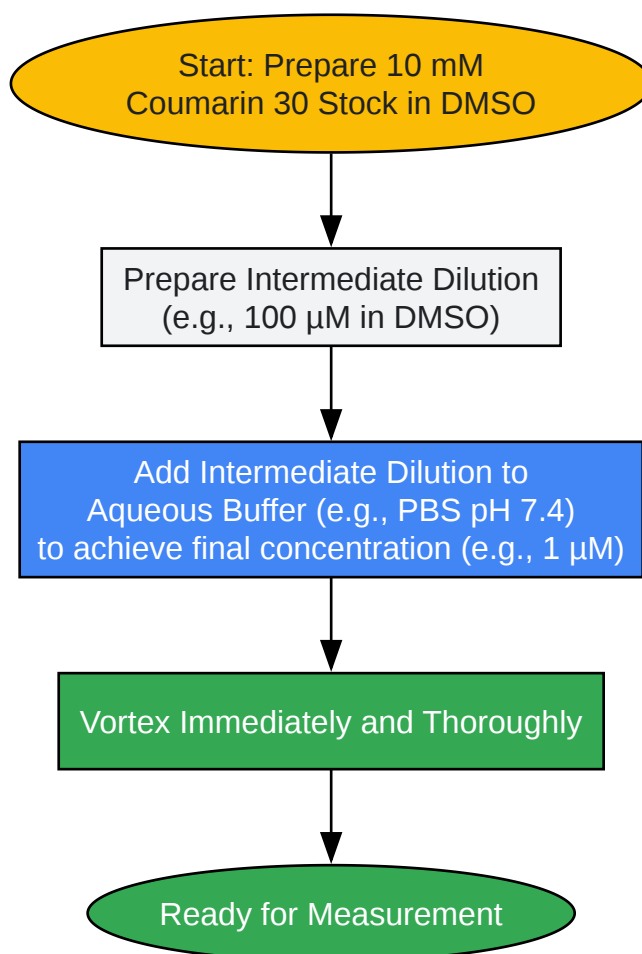 Start: Prepare 10 mM
Coumarin 30 Stock in DMSO
Prepare Intermediate Dilution
(e.g., 100 µM in DMSO)
Add Intermediate Dilution to
Aqueous Buffer (e.g., PBS pH 7.4)
to achieve final concentration (e.g., 1 µM)
Vortex Immediately and Thoroughly
Ready for Measurement